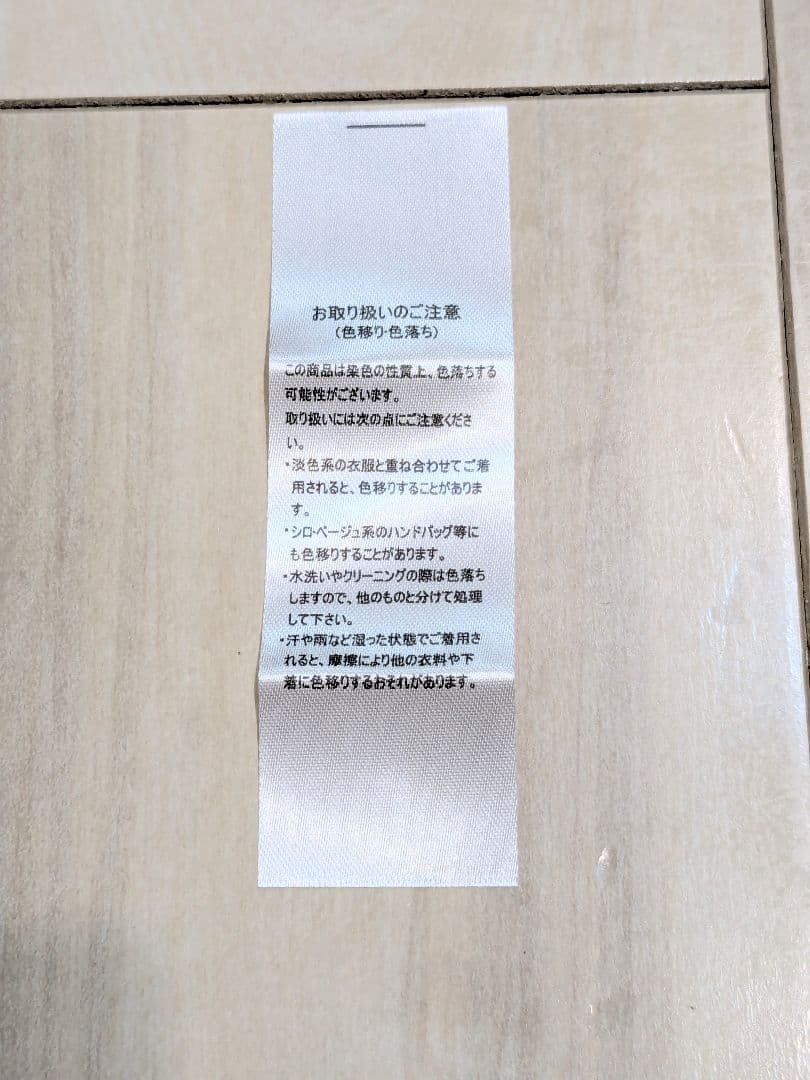 お取り扱いのご注意
(色移り・色落ち)
この商品は染色の性質上、色落ちする
可能性がございます。
取り扱いには次の点にご注意くださ
い。
・淡色系の衣服と重ね合わせてご着
用されると、色移りすることがありま
す。
・シロ・ベージュ系のハンドバッグ等に
も色移りすることがあります。
・水洗いやクリーニングの際は色落ち
しますので、他のものと分けて処理
して下さい。
・汗や雨など湿った状態でご着用さ
れると、摩擦により他の衣料や下
着に色移りするおそれがあります。